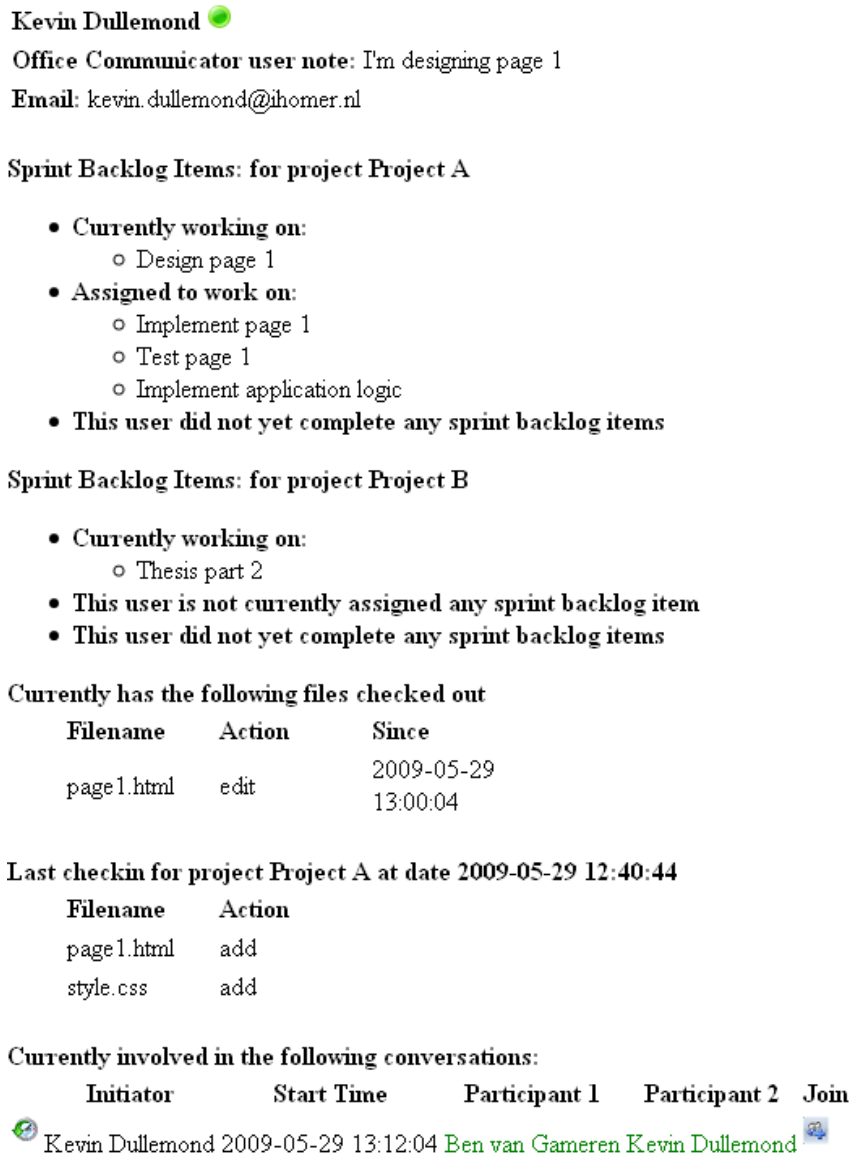 Kevin Dullemond
Office Communicator user note: I'm designing page 1
Email: kevin.dullemond@ihomer.nl
Sprint Backlog Items: for project Project A
Currently working on:
Design page 1
Assigned to work on:
Implement page 1
Test page 1
Implement application logic
This user did not yet complete any sprint backlog items
Sprint Backlog Items: for project Project B
Currently working on:
Thesis part 2
This user is not currently assigned any sprint backlog item
This user did not yet complete any sprint backlog items
Currently has the following files checked out
Filename Action Since
page1.html edit 2009-05-29
13:00:04
Last checkin for project Project A at date 2009-05-29 12:40:44
Filename Action
page1.html add
style.css add
Currently involved in the following conversations:
Initiator Start Time Participant 1 Participant 2 Join
Kevin Dullemond 2009-05-29 13:12:04 Ben van Gameren Kevin Dullemond